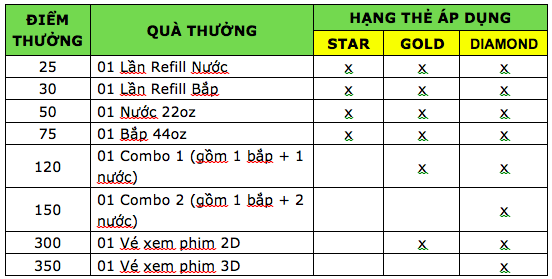 ĐIỂM THƯỞNG QUÀ THƯỞNG HẠNG THẺ ÁP DỤNG
STAR GOLD DIAMOND
25 01 Lần Refill Nước x x x
30 01 Lần Refill Bắp x x x
50 01 Nước 22oz x x x
75 01 Bắp 44oz x x x
120 01 Combo 1 (gồm 1 bắp + 1 nước) x x
150 01 Combo 2 (gồm 1 bắp + 2 nước) x
300 01 Vé xem phim 2D x x
350 01 Vé xem phim 3D x